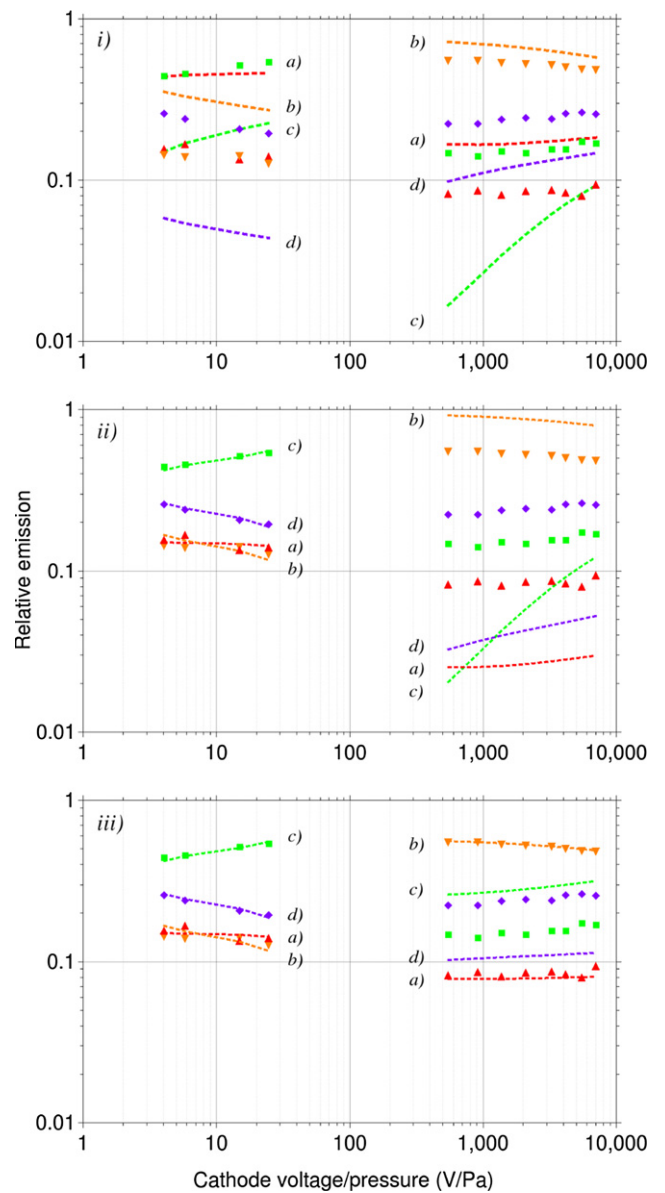 1
i)
a)
b)
c)
d)
b)
a)
d)
c)
0.1
0.01
1 10 100 1,000 10,000
1
ii)
c)
d)
a)
b)
b)
d)
a)
c)
0.1
0.01
1 10 100 1,000 10,000
Relative emission
1
iii)
c)
d)
a)
b)
b)
c)
d)
a)
0.1
0.01
1 10 100 1,000 10,000
Cathode voltage/pressure (V/Pa)